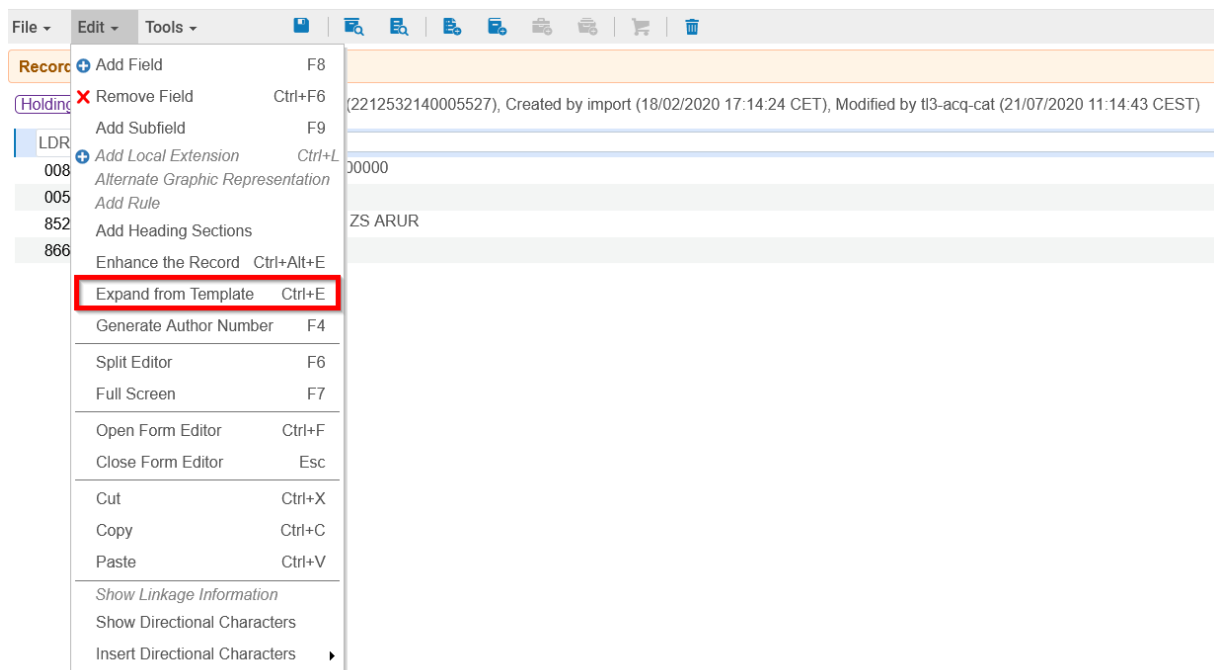 File Edit Tools
Record
Add Field F8
Holding (2212532140005527), Created by import (18/02/2020 17:14:24 CET), Modified by tl3-acq-cat (21/07/2020 11:14:43 CEST)
Remove Field Ctrl+F6
Add Subfield F9
LDR
Add Local Extension Ctrl+L
008 00000
Alternate Graphic Representation
005
Add Rule
852 ZS ARUR
Add Heading Sections
866
Enhance the Record Ctrl+Alt+E
Expand from Template Ctrl+E
Generate Author Number F4
Split Editor F6
Full Screen F7
Open Form Editor Ctrl+F
Close Form Editor Esc
Cut Ctrl+X
Copy Ctrl+C
Paste Ctrl+V
Show Linkage Information
Show Directional Characters
Insert Directional Characters